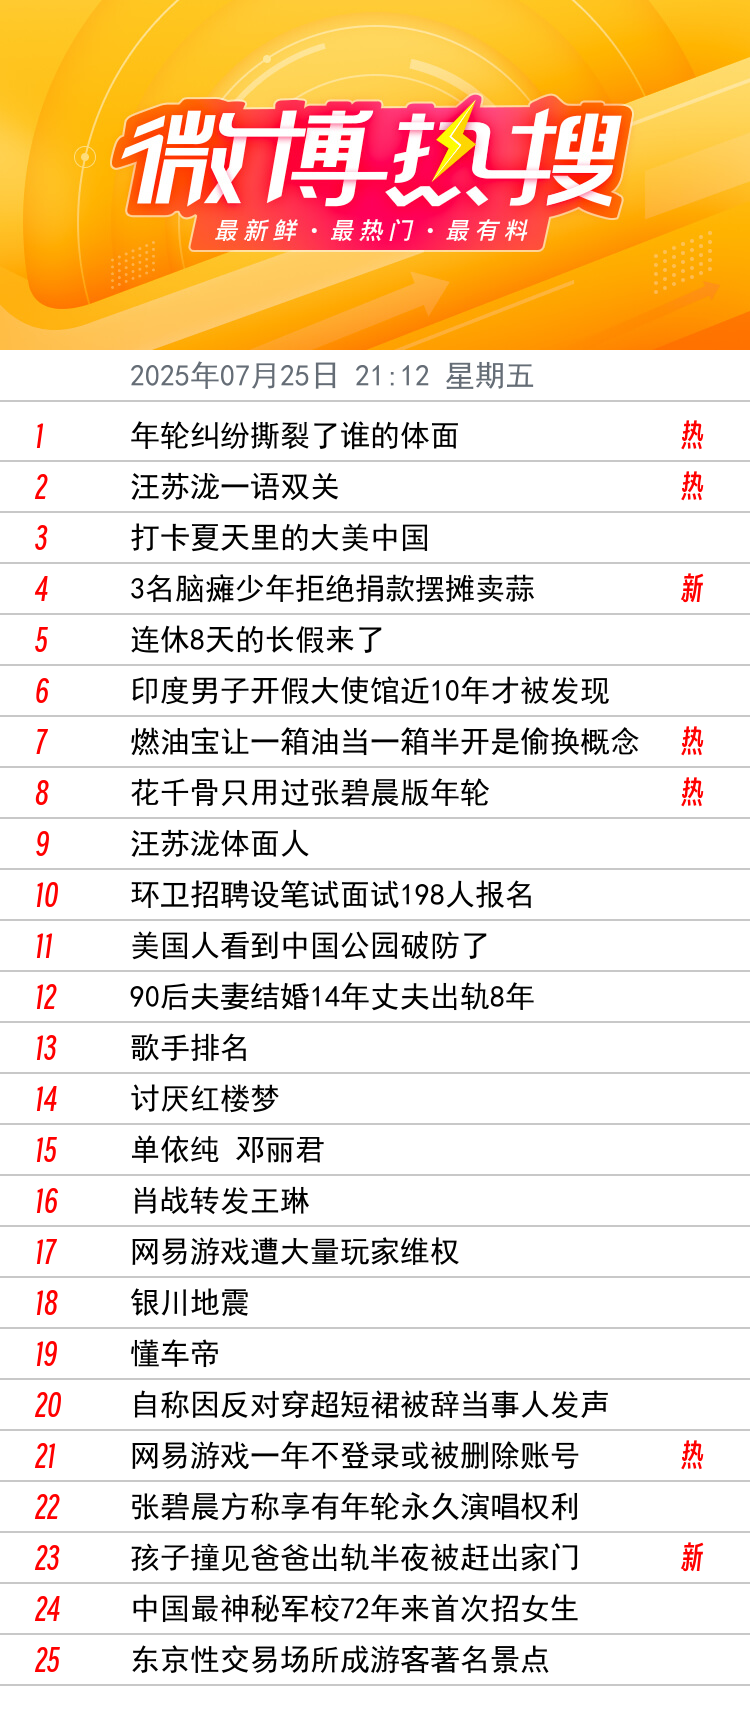 微博热搜
最新鲜·最热门·最有料
2025年07月25日 21:12 星期五
1 年轮纠纷撕裂了谁的体面 热
2 汪苏泷一语双关 热
3 打卡夏天里的大美中国
4 3名脑瘫少年拒绝捐款摆摊卖蒜 新
5 连休8天的长假来了
6 印度男子开假大使馆近10年才被发现
7 燃油宝让一箱油当一箱半开是偷换概念 热
8 花千骨只用过张碧晨版年轮 热
9 汪苏泷体面人
10 环卫招聘设笔试面试198人报名
11 美国人看到中国公园破防了
12 90后夫妻结婚14年丈夫出轨8年
13 歌手排名
14 讨厌红楼梦
15 单依纯 邓丽君
16 肖战转发王琳
17 网易游戏遭大量玩家维权
18 银川地震
19 懂车帝
20 自称因反对穿超短裙被辞当事人发声
21 网易游戏一年不登录或被删除账号 热
22 张碧晨方称享有年轮永久演唱权利
23 孩子撞见爸爸出轨半夜被赶出家门 新
24 中国最神秘军校72年来首次招女生
25 东京性交易场所成游客著名景点